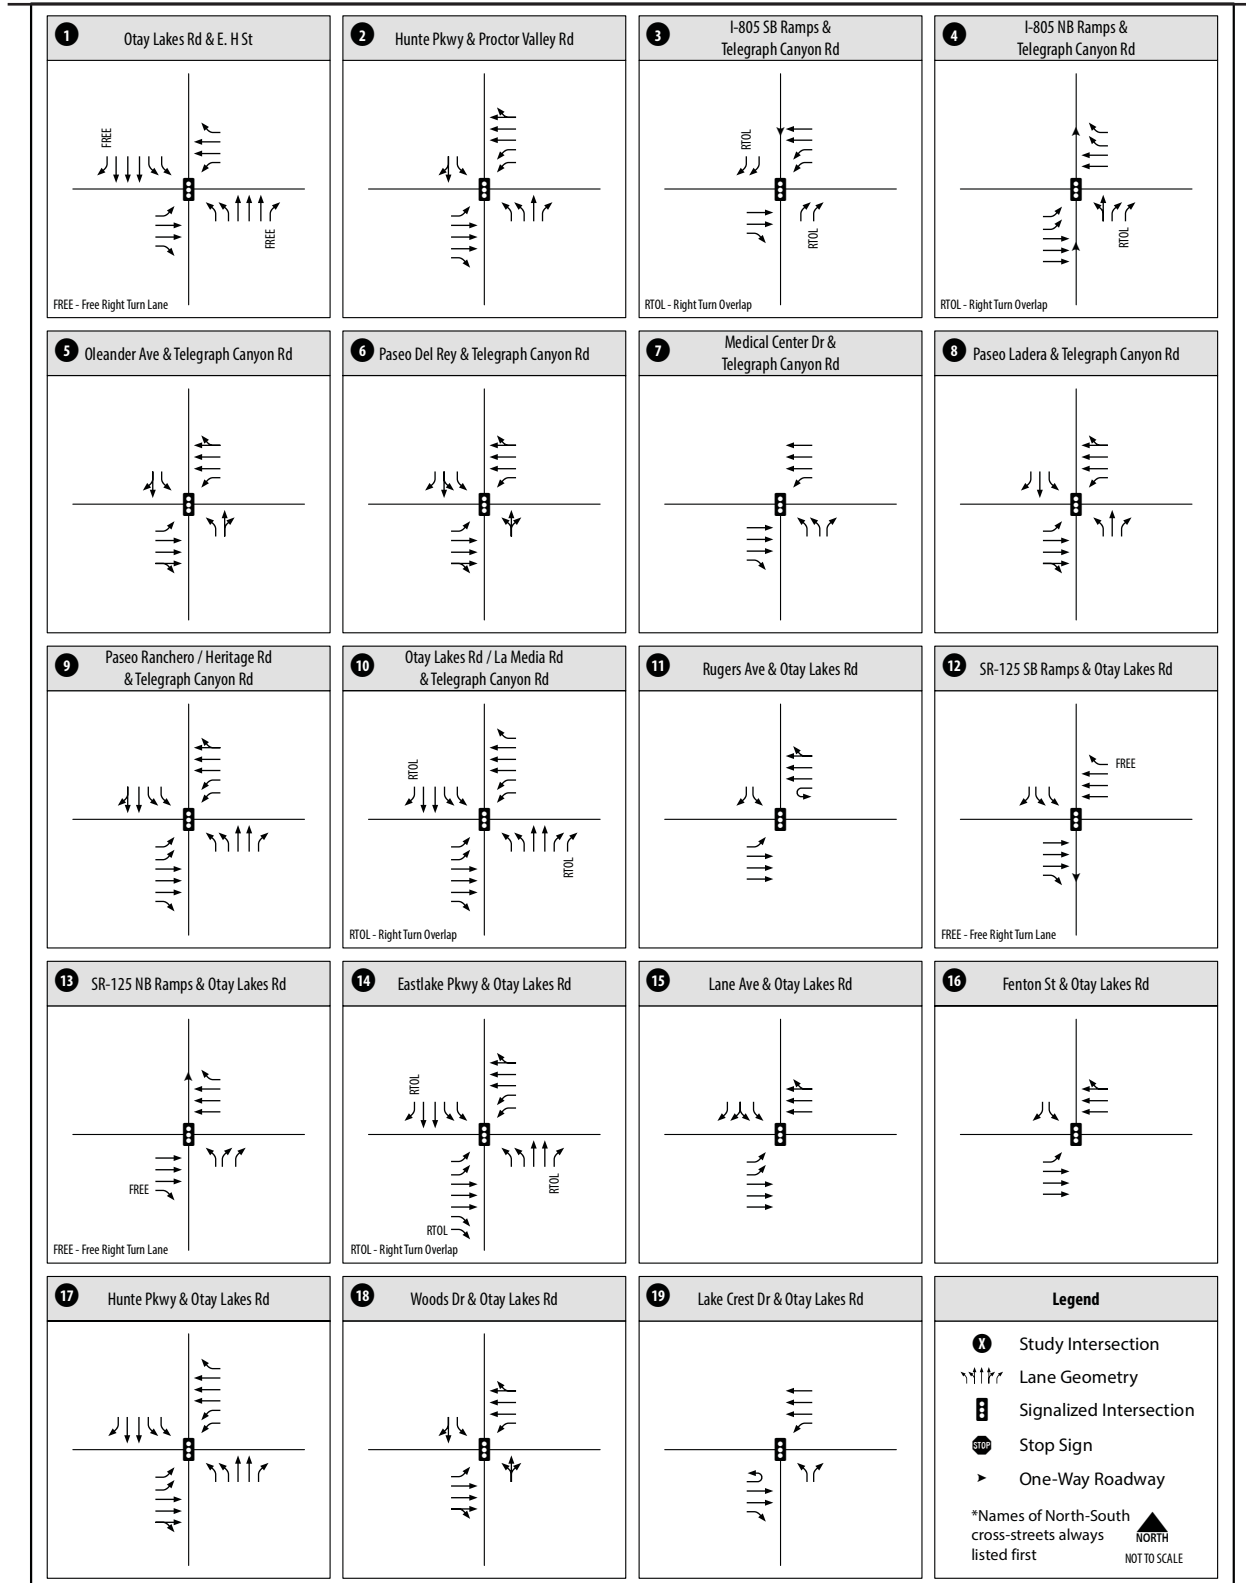 1
Otay Lakes Rd & E. H St
FREE
FREE
FREE - Free Right Turn Lane
2
Hunte Pkwy & Proctor Valley Rd
3
I-805 SB Ramps &
Telegraph Canyon Rd
RTOL
RTOL
RTOL - Right Turn Overlap
4
I-805 NB Ramps &
Telegraph Canyon Rd
RTOL
RTOL - Right Turn Overlap
5
Oleander Ave & Telegraph Canyon Rd
6
Paseo Del Rey & Telegraph Canyon Rd
7
Medical Center Dr &
Telegraph Canyon Rd
8
Paseo Ladera & Telegraph Canyon Rd
9
Paseo Ranchero / Heritage Rd
& Telegraph Canyon Rd
10
Otay Lakes Rd / La Media Rd
& Telegraph Canyon Rd
RTOL
RTOL
RTOL - Right Turn Overlap
11
Rugers Ave & Otay Lakes Rd
12
SR-125 SB Ramps & Otay Lakes Rd
FREE
FREE - Free Right Turn Lane
13
SR-125 NB Ramps & Otay Lakes Rd
FREE
FREE - Free Right Turn Lane
14
Eastlake Pkwy & Otay Lakes Rd
RTOL
RTOL
RTOL
RTOL - Right Turn Overlap
15
Lane Ave & Otay Lakes Rd
16
Fenton St & Otay Lakes Rd
17
Hunte Pkwy & Otay Lakes Rd
18
Woods Dr & Otay Lakes Rd
19
Lake Crest Dr & Otay Lakes Rd
Legend
X Study Intersection
Lane Geometry
Signalized Intersection
STOP Stop Sign
One-Way Roadway
*Names of North-South
cross-streets always
listed first
NORTH
NOT TO SCALE